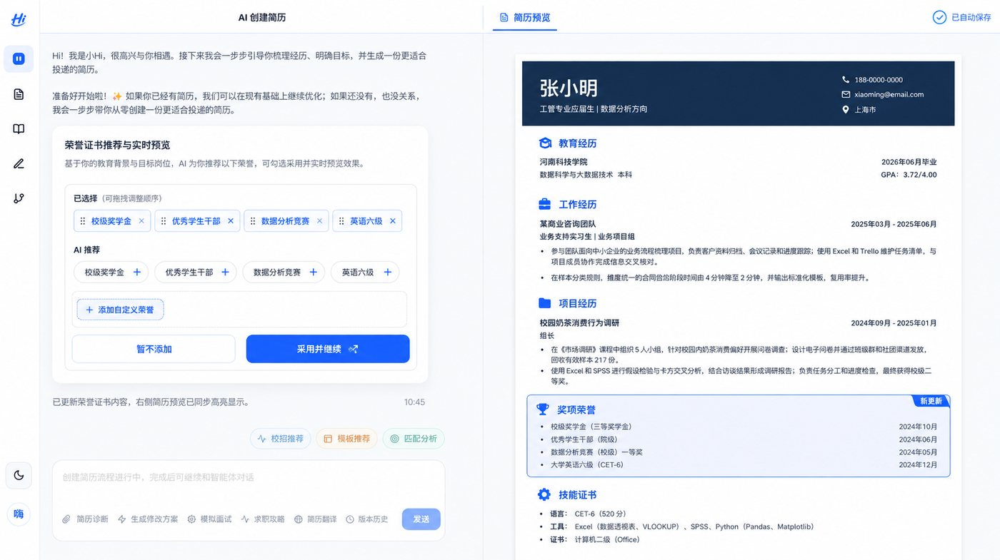 Hi
AI 创建简历
简历预览
已自动保存
Hi！我是小Hi，很高兴与你相遇。接下来我会一步步引导你梳理经历、明确目标，并生成一份更适合
投递的简历。
准备好开始啦！✨ 如果你已经有简历，我们可以在现有基础上继续优化；如果还没有，也没关系，
我会一步步带你从零创建一份更适合投递的简历。
荣誉证书推荐与实时预览
基于你的教育背景与目标岗位，AI 为你推荐以下荣誉，可勾选采用并实时预览效果。
已选择（可拖拽调整顺序）
校级奖学金 × 优秀学生干部 × 数据分析竞赛 × 英语六级 ×
AI 推荐
校级奖学金 + 优秀学生干部 + 数据分析竞赛 + 英语六级 +
+ 添加自定义荣誉
暂不添加
采用并继续
已更新荣誉证书内容，右侧简历预览已同步高亮显示。 10:45
校招推荐 模板推荐 匹配分析
创建简历流程进行中，完成后可继续和智能体对话
简历诊断 生成修改方案 模拟面试 求职攻略 简历翻译 版本历史 发送
嗨
张小明
工管专业应届生 | 数据分析方向
188-0000-0000
xiaoming@email.com
上海市
教育经历
河南科技学院 2026年06月毕业
数据科学与大数据技术 本科 GPA：3.72/4.00
工作经历
某商业咨询团队 2025年03月 - 2025年06月
业务支持实习生 | 业务项目组
• 参与团队面向中小企业的业务流程梳理项目，负责客户资料归档、会议记录和进度跟踪；使用 Excel 和 Trello 维护任务清单，与
项目成员协作完成信息交叉核对。
• 在样本分类规则，维度统一的合同 阶段时间由 4 分钟降至 2 分钟，并输出标准化模板，复用率提升。
项目经历
校园奶茶消费行为调研 2024年09月 - 2025年01月
组长
• 在《市场调研》课程中组织 5 人小组，针对校园内奶茶消费偏好开展问卷调查；设计电子问卷并通过班级群和社团渠道发放，
回收有效样本 217 份。
• 使用 Excel 和 SPSS 进行假设检验与卡方交叉分析，结合访谈结果形成调研报告；负责任务分工和进度检查，最终获得校级二
等奖。
新更新
奖项荣誉
• 校级奖学金（三等奖学金） 2024年10月
• 优秀学生干部（院级） 2024年06月
• 数据分析竞赛（校级）一等奖 2024年05月
• 大学英语六级（CET-6） 2024年12月
技能证书
• 语言： CET-6（520 分）
• 工具： Excel（数据透视表、VLOOKUP）、SPSS、Python（Pandas、Matplotlib）
• 证书： 计算机二级（Office）